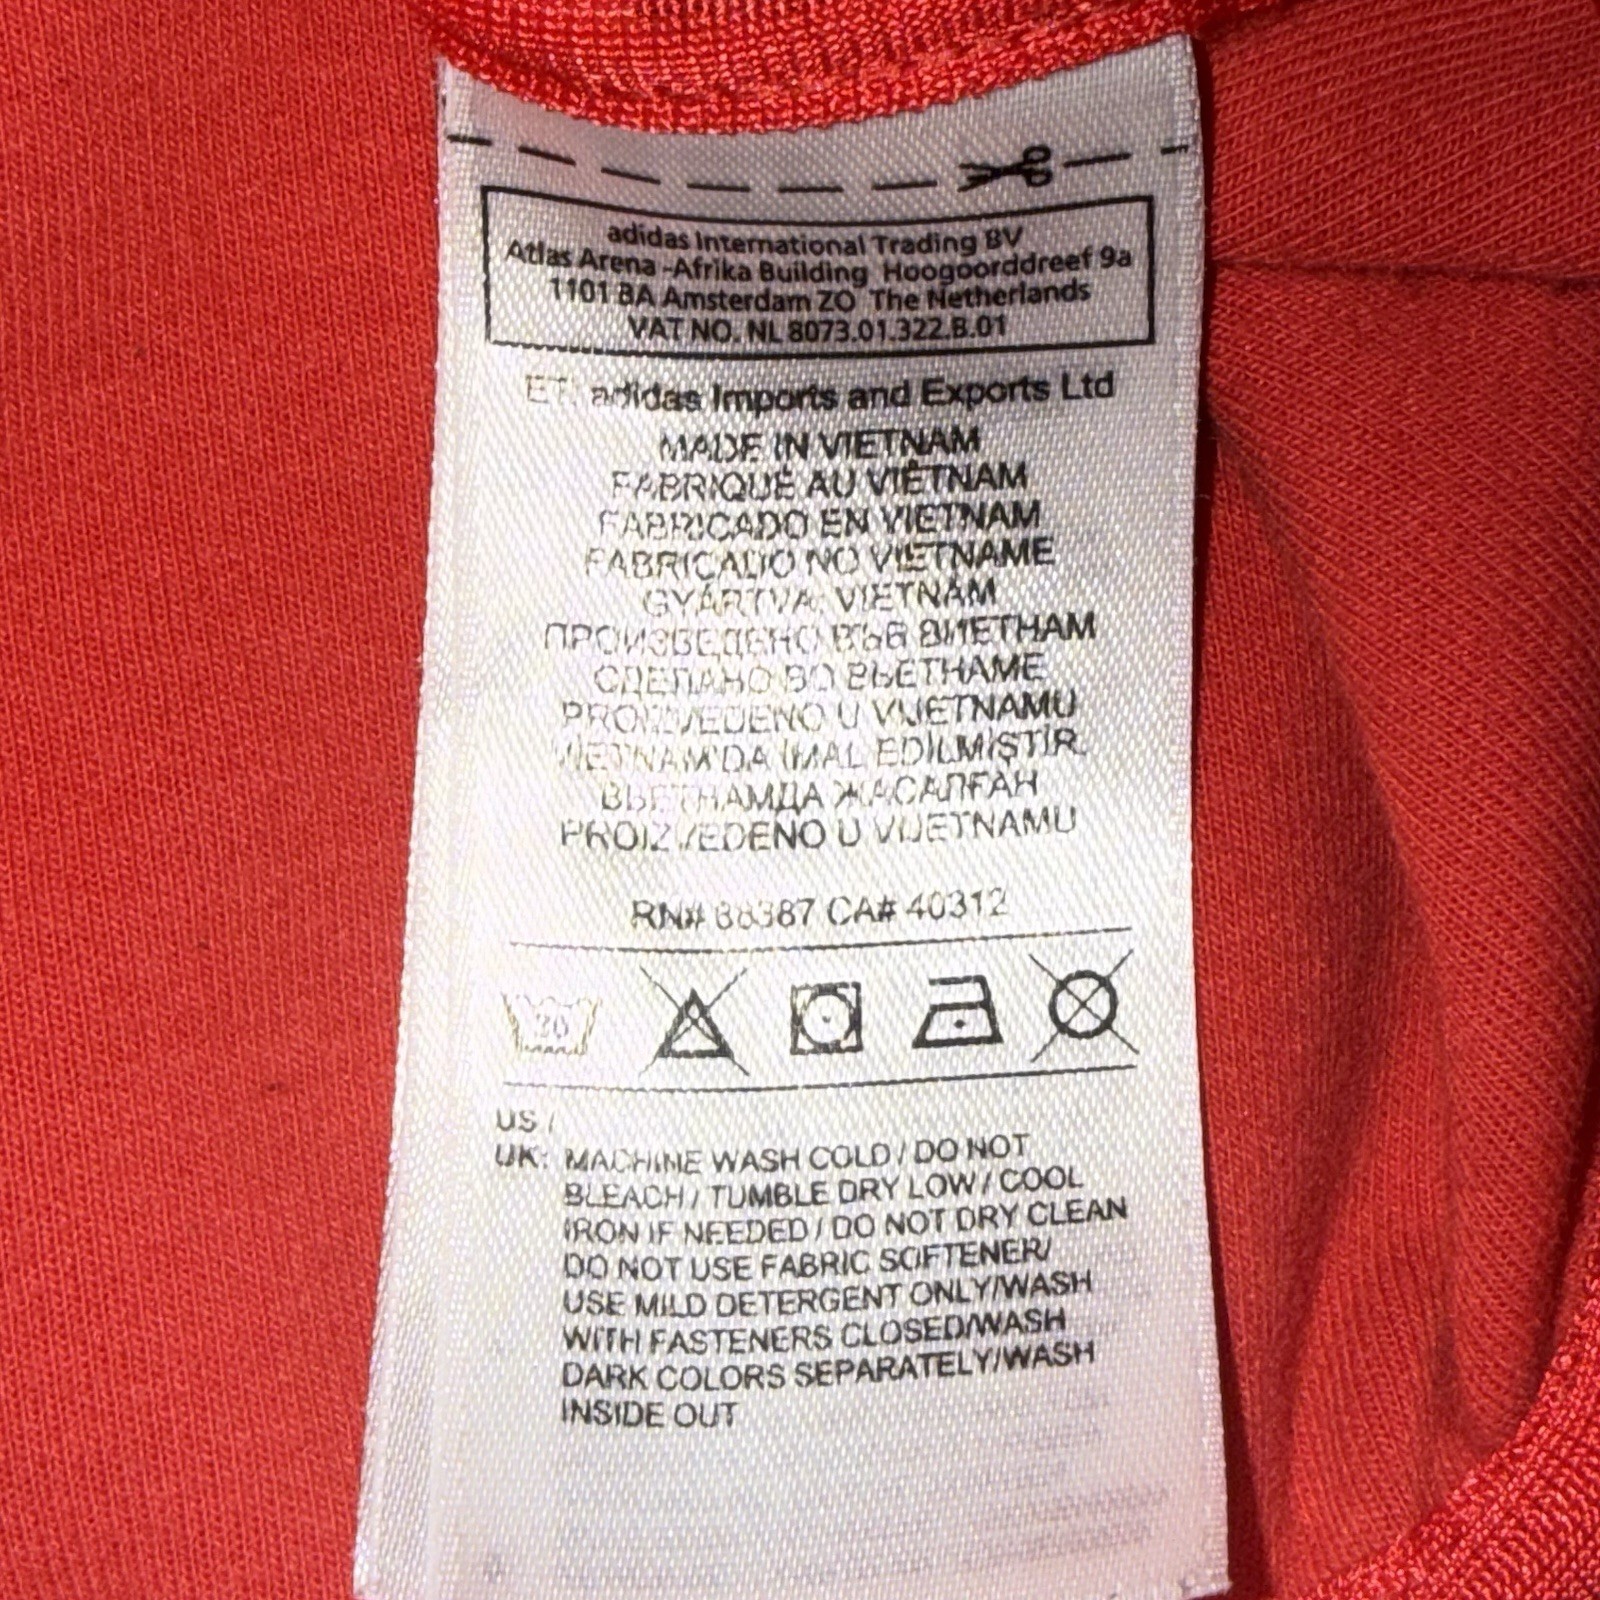 adidas International Trading BV
Atlas Arena -Afrika Building Hoogoorddreef 9a
1101 BA Amsterdam ZO The Netherlands
VAT NO. NL 8073.01.322.B.01
ET: adidas Imports and Exports Ltd
MADE IN VIETNAM
FABRIQUÉ AU VIÊTNAM
FABRICADO EN VIETNAM
FABRICADO NO VIETNAME
GYÁRTVA: VIETNÁM
ПРОИЗВЕДЕНО ВЪВ ВИЕТНАМ
СДЕЛАНО ВО ВЬЕТНАМЕ
PROIZVEDENO U VIJETNAMU
VIETNAM'DA İMAL EDİLMİŞTİR.
ВЬЕТНАМДА ЖАСАЛҒАН
PROIZVEDENO U VIJETNAMU
RN# 88387 CA# 40312
US /
UK: MACHINE WASH COLD / DO NOT
BLEACH / TUMBLE DRY LOW / COOL
IRON IF NEEDED / DO NOT DRY CLEAN
DO NOT USE FABRIC SOFTENER/
USE MILD DETERGENT ONLY/WASH
WITH FASTENERS CLOSED/WASH
DARK COLORS SEPARATELY/WASH
INSIDE OUT